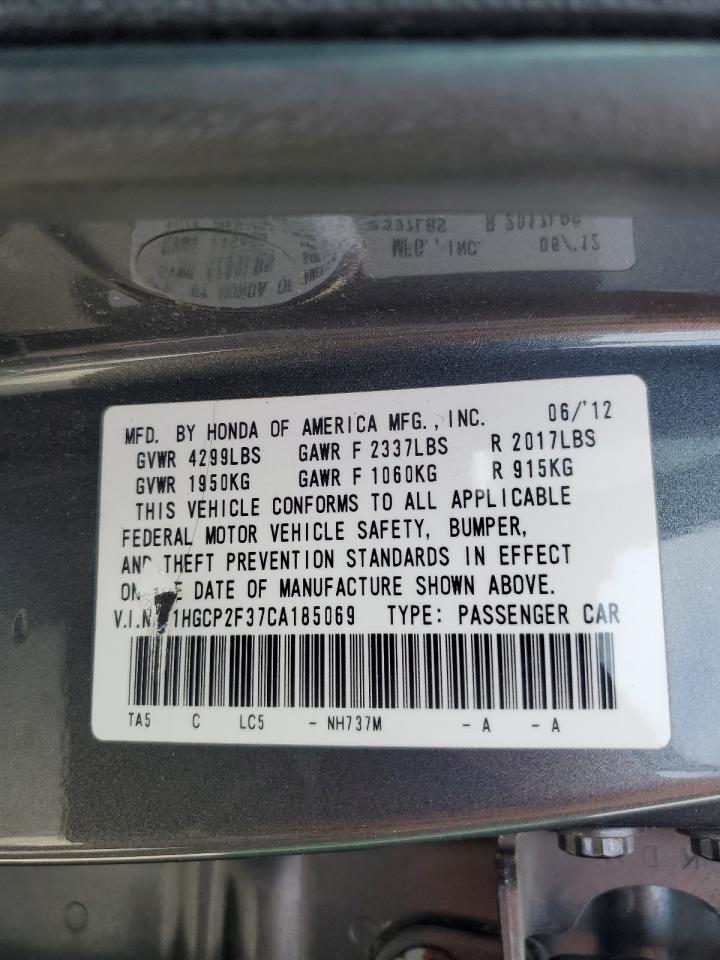 MFD. BY HONDA OF AMERICA MFG., INC. 06/'12
GVWR 4299LBS GAWR F 2337LBS R 2017LBS
GVWR 1950KG GAWR F 1060KG R 915KG
THIS VEHICLE CONFORMS TO ALL APPLICABLE
FEDERAL MOTOR VEHICLE SAFETY, BUMPER,
AND THEFT PREVENTION STANDARDS IN EFFECT
ON DATE OF MANUFACTURE SHOWN ABOVE.
V.I.N 1HGCP2F37CA185069 TYPE: PASSENGER CAR
TA5 C LC5 - NH737M - A - A